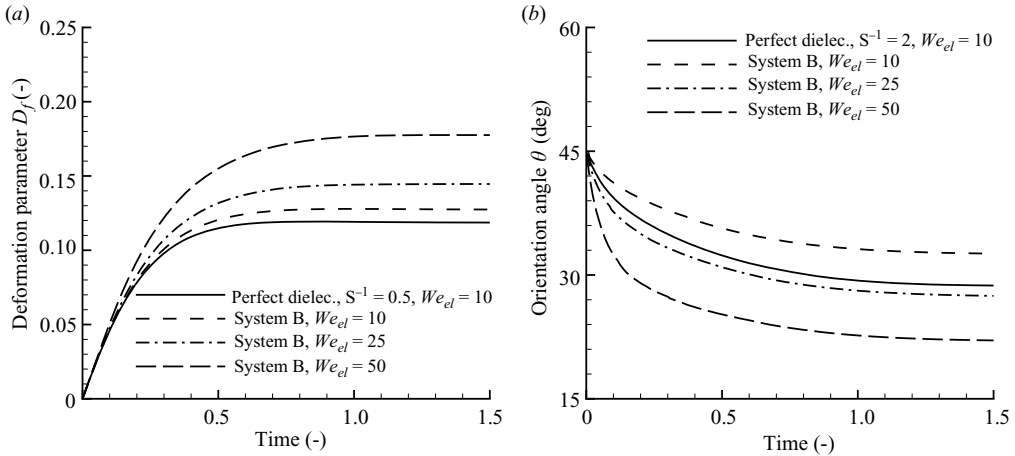 (a)
0.25
0.20
0.15
0.10
0.05
0
Deformation parameter D_f (-)
Perfect dielec., S⁻¹ = 0.5, We_el = 10
System B, We_el = 10
System B, We_el = 25
System B, We_el = 50
0.5
1.0
1.5
Time (-)
(b)
60
45
30
15
Orientation angle θ (deg)
Perfect dielec., S⁻¹ = 2, We_el = 10
System B, We_el = 10
System B, We_el = 25
System B, We_el = 50
0
0.5
1.0
1.5
Time (-)